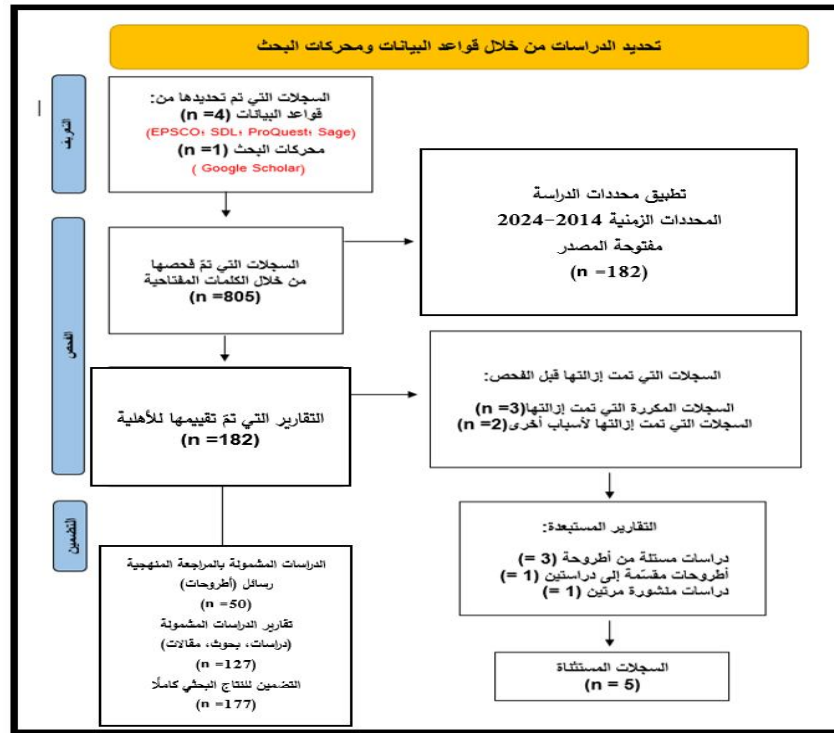 تحديد الدراسات من خلال قواعد البيانات ومحركات البحث
التعريف
السجلات التي تم تحديدها من:
قواعد البيانات (n =4)
(EPSCO، SDL، ProQuest، Sage)
محركات البحث (n =1)
( Google Scholar)
تطبيق محددات الدراسة
المحددات الزمنية 2014-2024
مفتوحة المصدر
(n =182)
الفحص
السجلات التي تمّ فحصها
من خلال الكلمات المفتاحية
(n =805)
السجلات التي تمت إزالتها قبل الفحص:
السجلات المكررة التي تمت إزالتها(n =3)
السجلات التي تمت إزالتها لأسباب أخرى(n =2)
التقارير التي تمّ تقييمها للأهلية
(n =182)
التقارير المستبعدة:
دراسات مستلة من أطروحة (3 =)
أطروحات مقسّمة إلى دراستين (1 =)
دراسات منشورة مرتين (1 =)
التضمين
الدراسات المشمولة بالمراجعة المنهجية
رسائل (أطروحات)
(n =50)
تقارير الدراسات المشمولة
(دراسات، بحوث، مقالات)
(n =127)
التضمين للنتاج البحثي كاملًا
(n =177)
السجلات المستثناة
(n = 5)